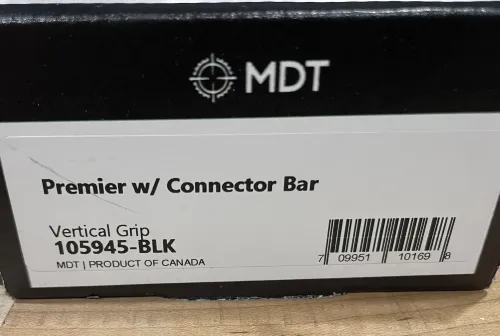 MDT
Premier w/ Connector Bar
Vertical Grip
105945-BLK
MDT | PRODUCT OF CANADA
7 09951 10169 8